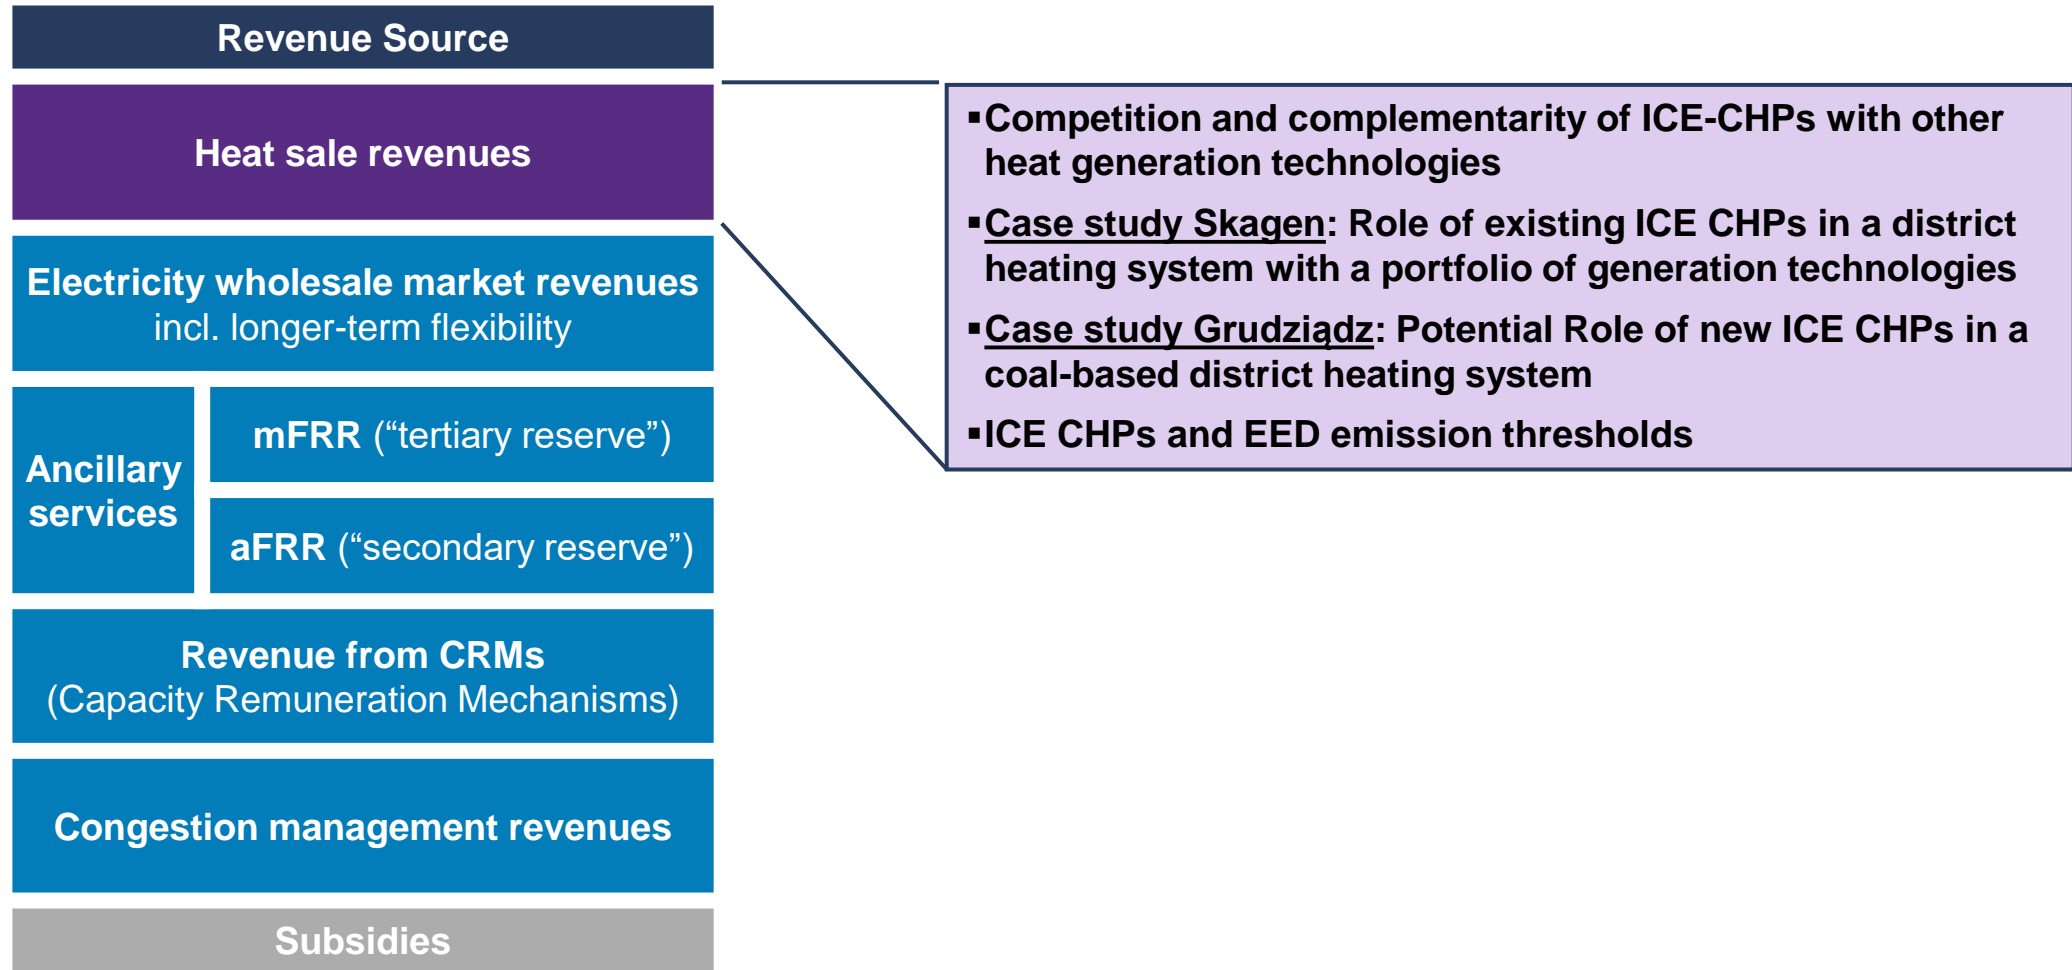 Revenue Source
Heat sale revenues
Electricity wholesale market revenues
incl. longer-term flexibility
Ancillary
services
mFRR (“tertiary reserve”)
aFRR (“secondary reserve”)
Revenue from CRMs
(Capacity Remuneration Mechanisms)
Congestion management revenues
Subsidies
▪Competition and complementarity of ICE-CHPs with other
heat generation technologies
▪Case study Skagen: Role of existing ICE CHPs in a district
heating system with a portfolio of generation technologies
▪Case study Grudziądz: Potential Role of new ICE CHPs in a
coal-based district heating system
▪ICE CHPs and EED emission thresholds